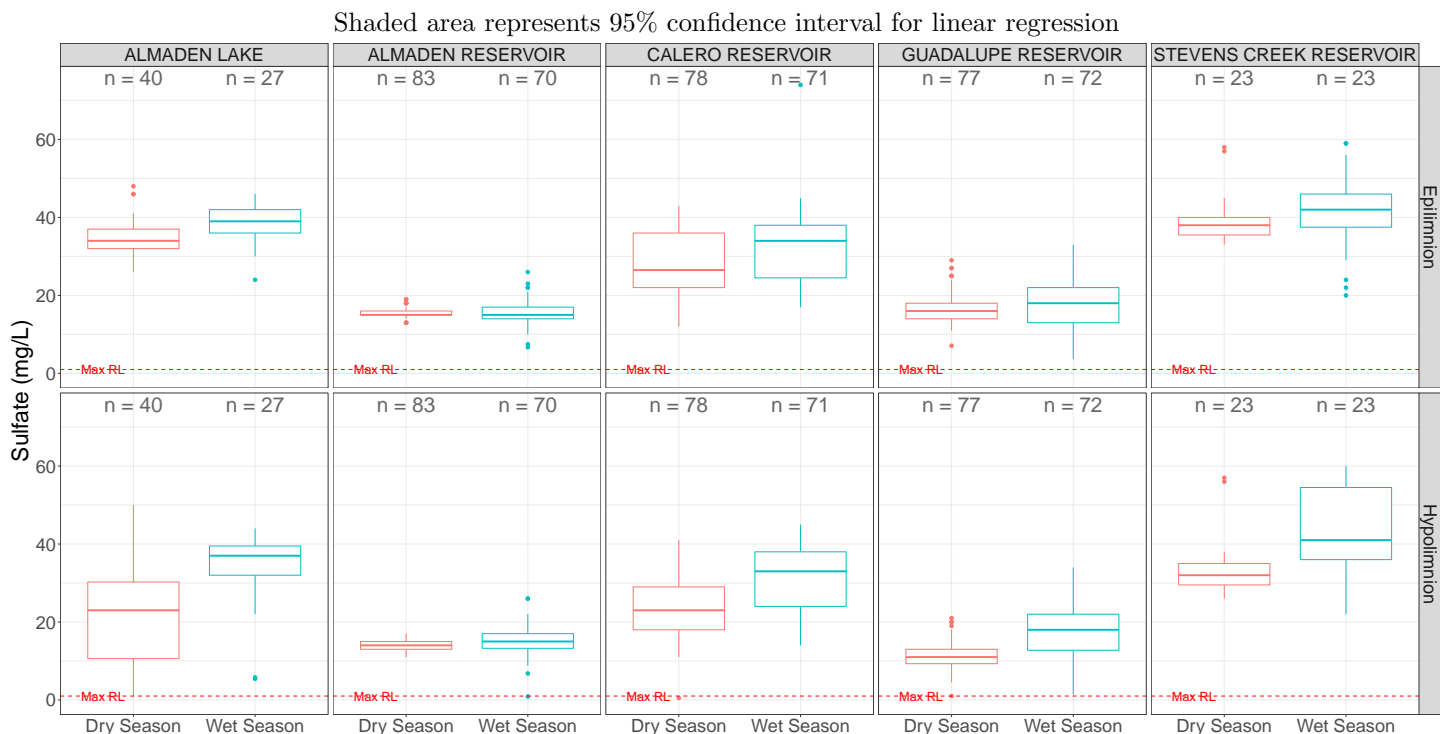 Shaded area represents 95% confidence interval for linear regression
ALMADEN LAKE ALMADEN RESERVOIR CALERO RESERVOIR GUADALUPE RESERVOIR STEVENS CREEK RESERVOIR
n = 40 n = 27 n = 83 n = 70 n = 78 n = 71 n = 77 n = 72 n = 23 n = 23
60
40
20
0
Max RL Max RL Max RL Max RL Max RL
Epilimnion
Sulfate (mg/L)
n = 40 n = 27 n = 83 n = 70 n = 78 n = 71 n = 77 n = 72 n = 23 n = 23
60
40
20
0
Max RL Max RL Max RL Max RL Max RL
Hypolimnion
Dry Season Wet Season Dry Season Wet Season Dry Season Wet Season Dry Season Wet Season Dry Season Wet Season